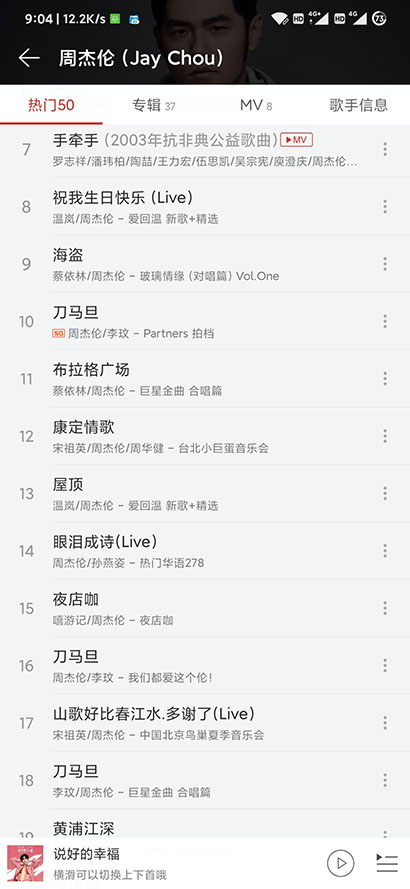 9:04 | 12.2K/s
HD 4G+ HD 4G 73
周杰伦 (Jay Chou)
热门50 专辑 37 MV 8 歌手信息
7 手牵手 (2003年抗非典公益歌曲) MV
罗志祥/潘玮柏/陶喆/王力宏/伍思凯/吴宗宪/庾澄庆/周杰伦...
8 祝我生日快乐 (Live)
温岚/周杰伦 - 爱回温 新歌+精选
9 海盗
蔡依林/周杰伦 - 玻璃情缘 (对唱篇) Vol.One
10 刀马旦
SQ 周杰伦/李玟 - Partners 拍档
11 布拉格广场
蔡依林/周杰伦 - 巨星金曲 合唱篇
12 康定情歌
宋祖英/周杰伦/周华健 - 台北小巨蛋音乐会
13 屋顶
温岚/周杰伦 - 爱回温 新歌+精选
14 眼泪成诗(Live)
周杰伦/孙燕姿 - 热门华语278
15 夜店咖
嘻游记/周杰伦 - 夜店咖
16 刀马旦
周杰伦/李玟 - 我们都爱这个伦!
17 山歌好比春江水.多谢了(Live)
宋祖英/周杰伦 - 中国北京鸟巢夏季音乐会
18 刀马旦
李玟/周杰伦 - 巨星金曲 合唱篇
19 黄浦江深
说好的幸福
横滑可以切换上下首哦